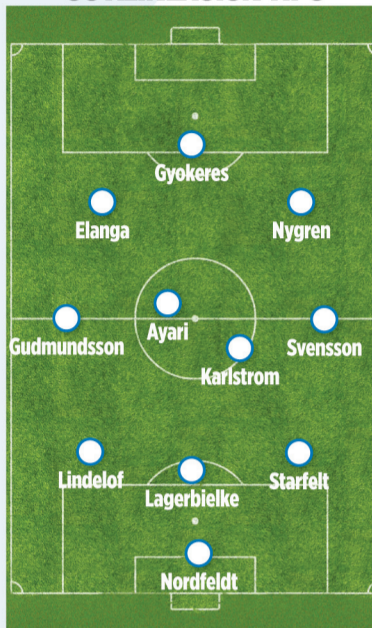 Gyokeres
Elanga
Nygren
Gudmundsson
Ayari
Svensson
Karlstrom
Lindelof
Lagerbielke
Starfelt
Nordfeldt